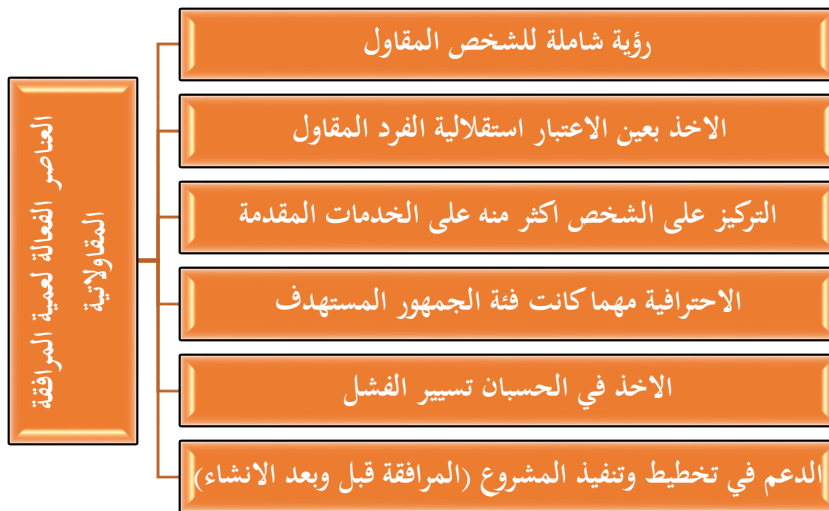 العناصر الفعالة لعمية المرافقة
المقاولاتية
رؤية شاملة للشخص المقاول
الاخذ بعين الاعتبار استقلالية الفرد المقاول
التركيز على الشخص اكثر منه على الخدمات المقدمة
الاحترافية مهما كانت فئة الجمهور المستهدف
الاخذ في الحسبان تسيير الفشل
الدعم في تخطيط وتنفيذ المشروع (المرافقة قبل وبعد الانشاء)